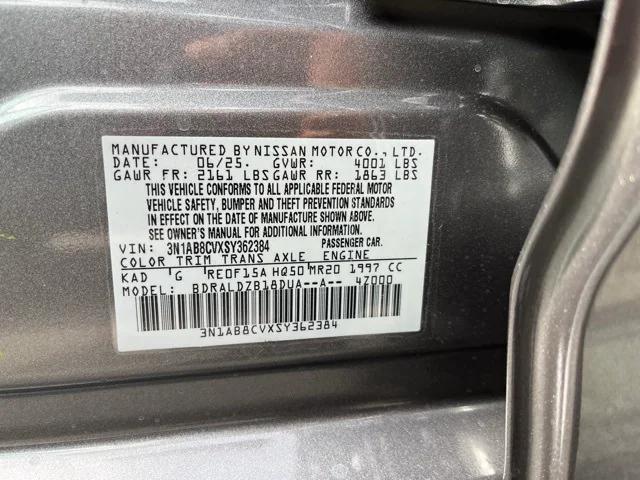 MANUFACTURED BY NISSAN MOTOR CO., LTD.
DATE: 06/25. GVWR: 4001 LBS
GAWR FR: 2161 LBS GAWR RR: 1863 LBS
THIS VEHICLE CONFORMS TO ALL APPLICABLE FEDERAL MOTOR
VEHICLE SAFETY, BUMPER AND THEFT PREVENTION STANDARDS
IN EFFECT ON THE DATE OF MANUFACTURE SHOWN ABOVE.
SEE OWNER'S MANUAL FOR ADDITIONAL INFORMATION.
VIN: 3N1AB8CVXSY362384 PASSENGER CAR.
COLOR TRIM TRANS AXLE ENGINE
KAD G RE0F15A HQ50 MR20 1997 CC
MODEL: BDRALDZB18DUA--A-- 4Z000
3N1AB8CVXSY362384